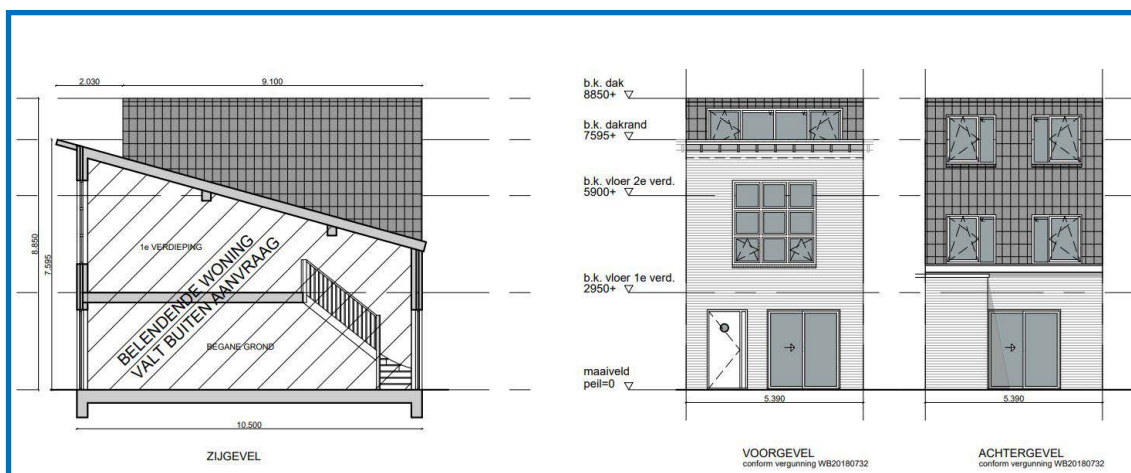 2.030
9.100
8.850
7.595
1e VERDIEPING
BELENDENDE WONING
VALT BUITEN AANVRAAG
BEGANE GROND
10.500
ZIJGEVEL
b.k. dak
8850+
b.k. dakrand
7595+
b.k. vloer 2e verd.
5900+
b.k. vloer 1e verd.
2950+
maaiveld
peil=0
5.390
VOORGEVEL
conform vergunning WB20180732
5.390
ACHTERGEVEL
conform vergunning WB20180732